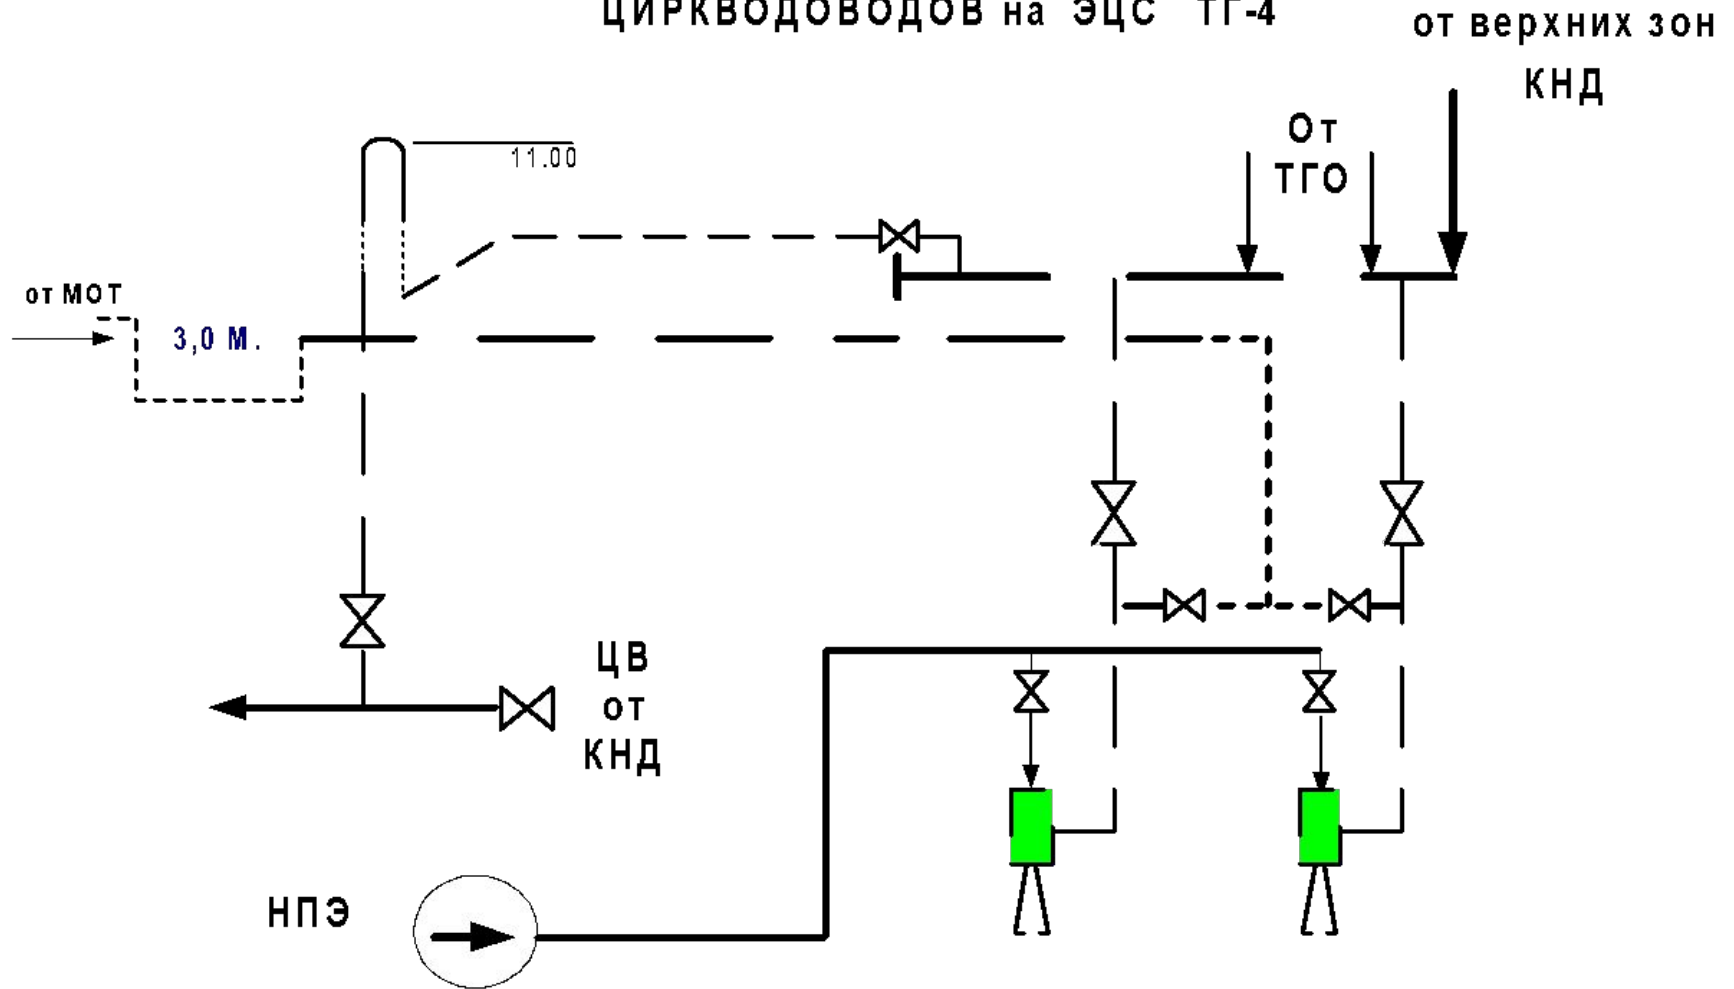 ЦИРКВОДОВОДОВ на ЭЦС ТГ-4
от верхних зон
КНД
От
ТГО
11.00
от МОТ
3,0 М.
ЦВ
от
КНД
НПЭ